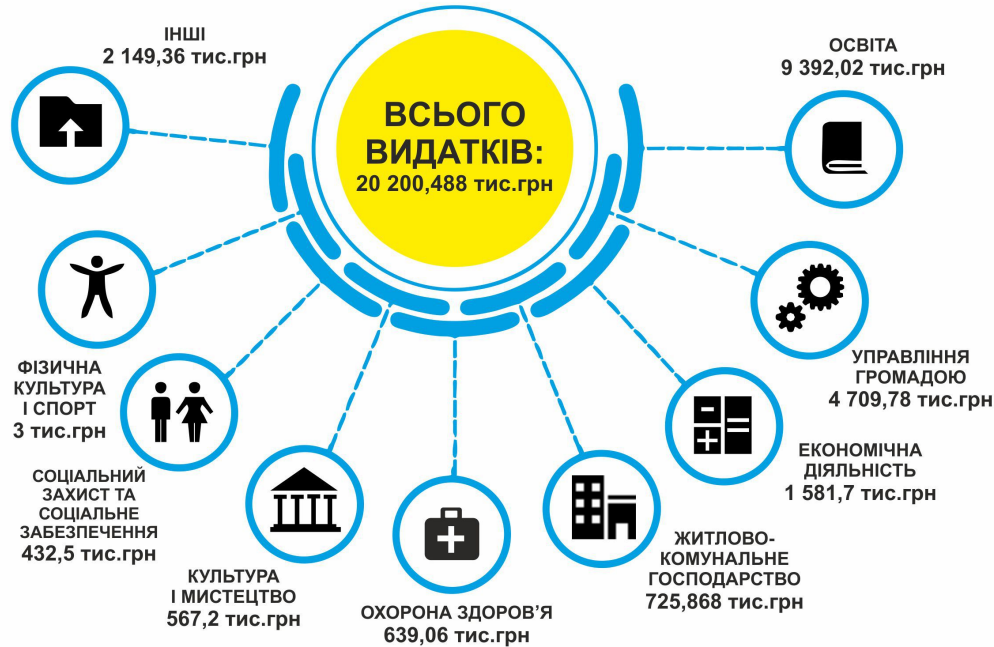 ІНШІ
2 149,36 тис.грн
ВСЬОГО
ВИДАТКІВ:
20 200,488 тис.грн
ОСВІТА
9 392,02 тис.грн
УПРАВЛІННЯ
ГРОМАДОЮ
4 709,78 тис.грн
ЕКОНОМІЧНА
ДІЯЛЬНІСТЬ
1 581,7 тис.грн
ЖИТЛОВО-
КОМУНАЛЬНЕ
ГОСПОДАРСТВО
725,868 тис.грн
ОХОРОНА ЗДОРОВ’Я
639,06 тис.грн
КУЛЬТУРА
І МИСТЕЦТВО
567,2 тис.грн
СОЦІАЛЬНИЙ
ЗАХИСТ ТА
СОЦІАЛЬНЕ
ЗАБЕЗПЕЧЕННЯ
432,5 тис.грн
ФІЗИЧНА
КУЛЬТУРА
І СПОРТ
3 тис.грн